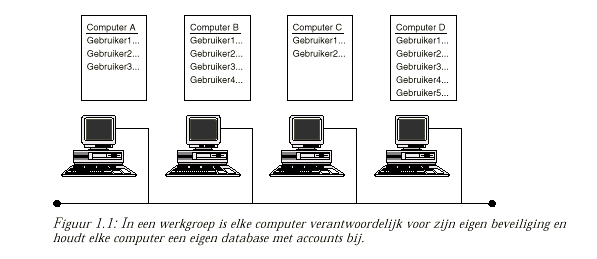 Computer A
Gebruiker1...
Gebruiker2...
Gebruiker3...
Computer B
Gebruiker1...
Gebruiker2...
Gebruiker3...
Gebruiker4...
Computer C
Gebruiker1...
Gebruiker2...
Computer D
Gebruiker1...
Gebruiker2...
Gebruiker3...
Gebruiker4...
Gebruiker5...
Figuur 1.1: In een werkgroep is elke computer verantwoordelijk voor zijn eigen beveiliging en
houdt elke computer een eigen database met accounts bij.